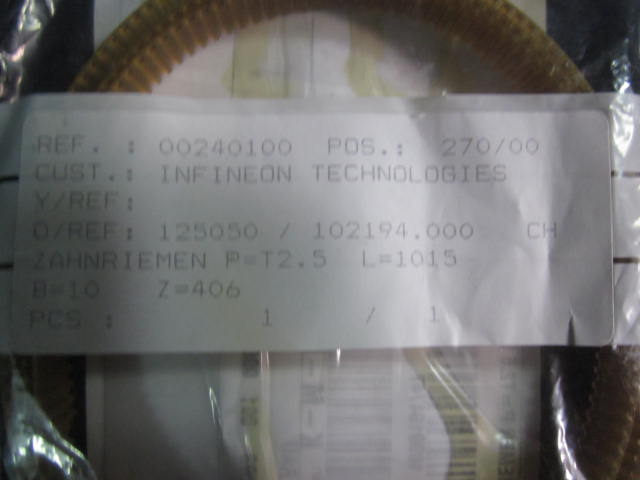 REF. : 00240100 POS.: 270/00
CUST.: INFINEON TECHNOLOGIES
Y/REF:
O/REF: 125050 / 102194.000 CH
ZAHNRIEMEN P=T2.5 L=1015
B=10 Z=406
PCS : 1 / 1